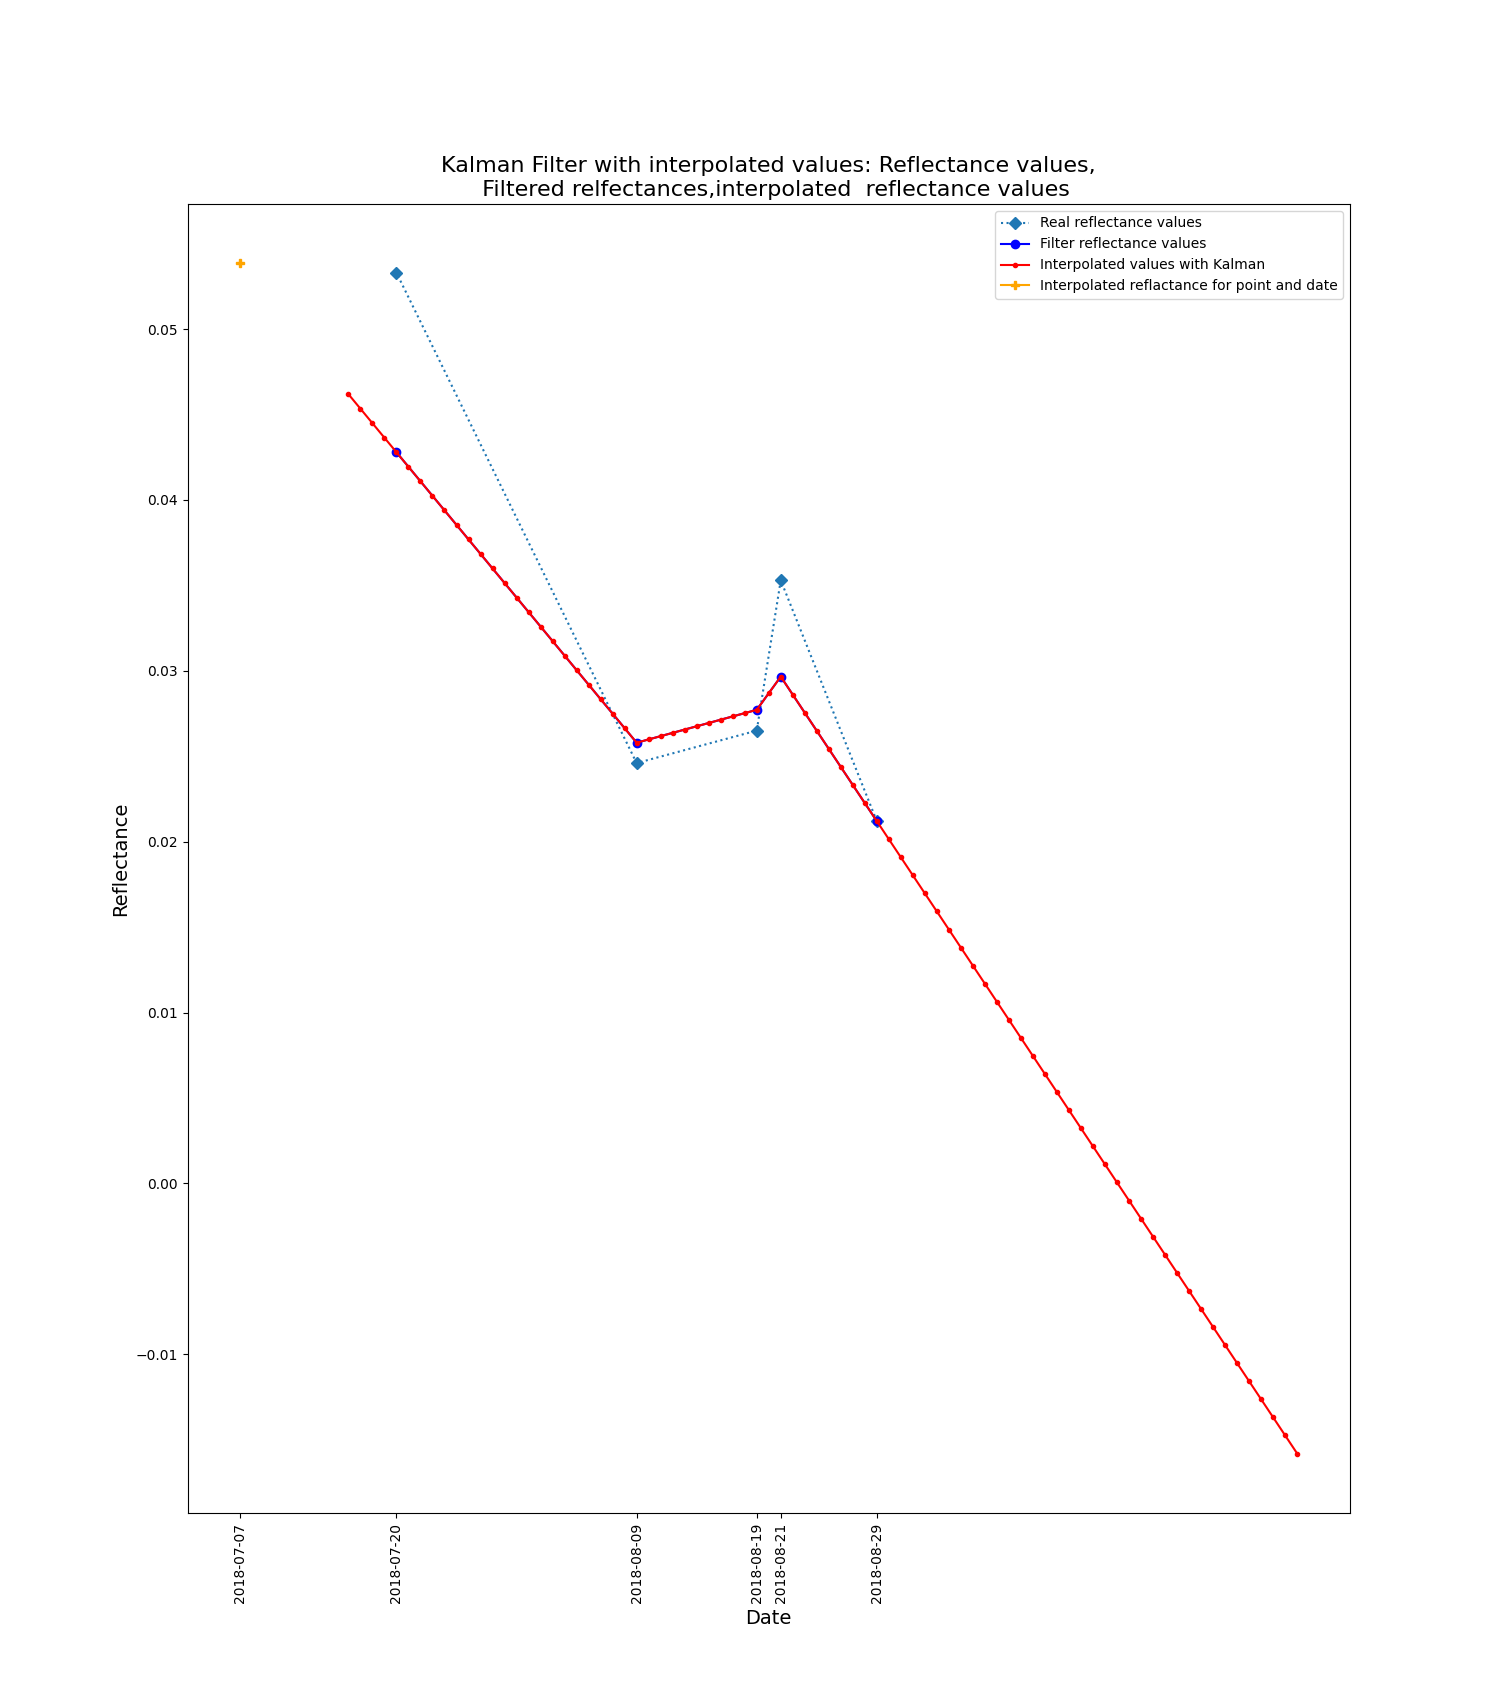 Kalman Filter with interpolated values: Reflectance values,
Filtered relfectances,interpolated  reflectance values
Real reflectance values
Filter reflectance values
Interpolated values with Kalman
Interpolated reflactance for point and date
0.05
0.04
0.03
0.02
0.01
0.00
−0.01
Reflectance
2018-07-07
2018-07-20
2018-08-09
2018-08-19
2018-08-21
2018-08-29
Date